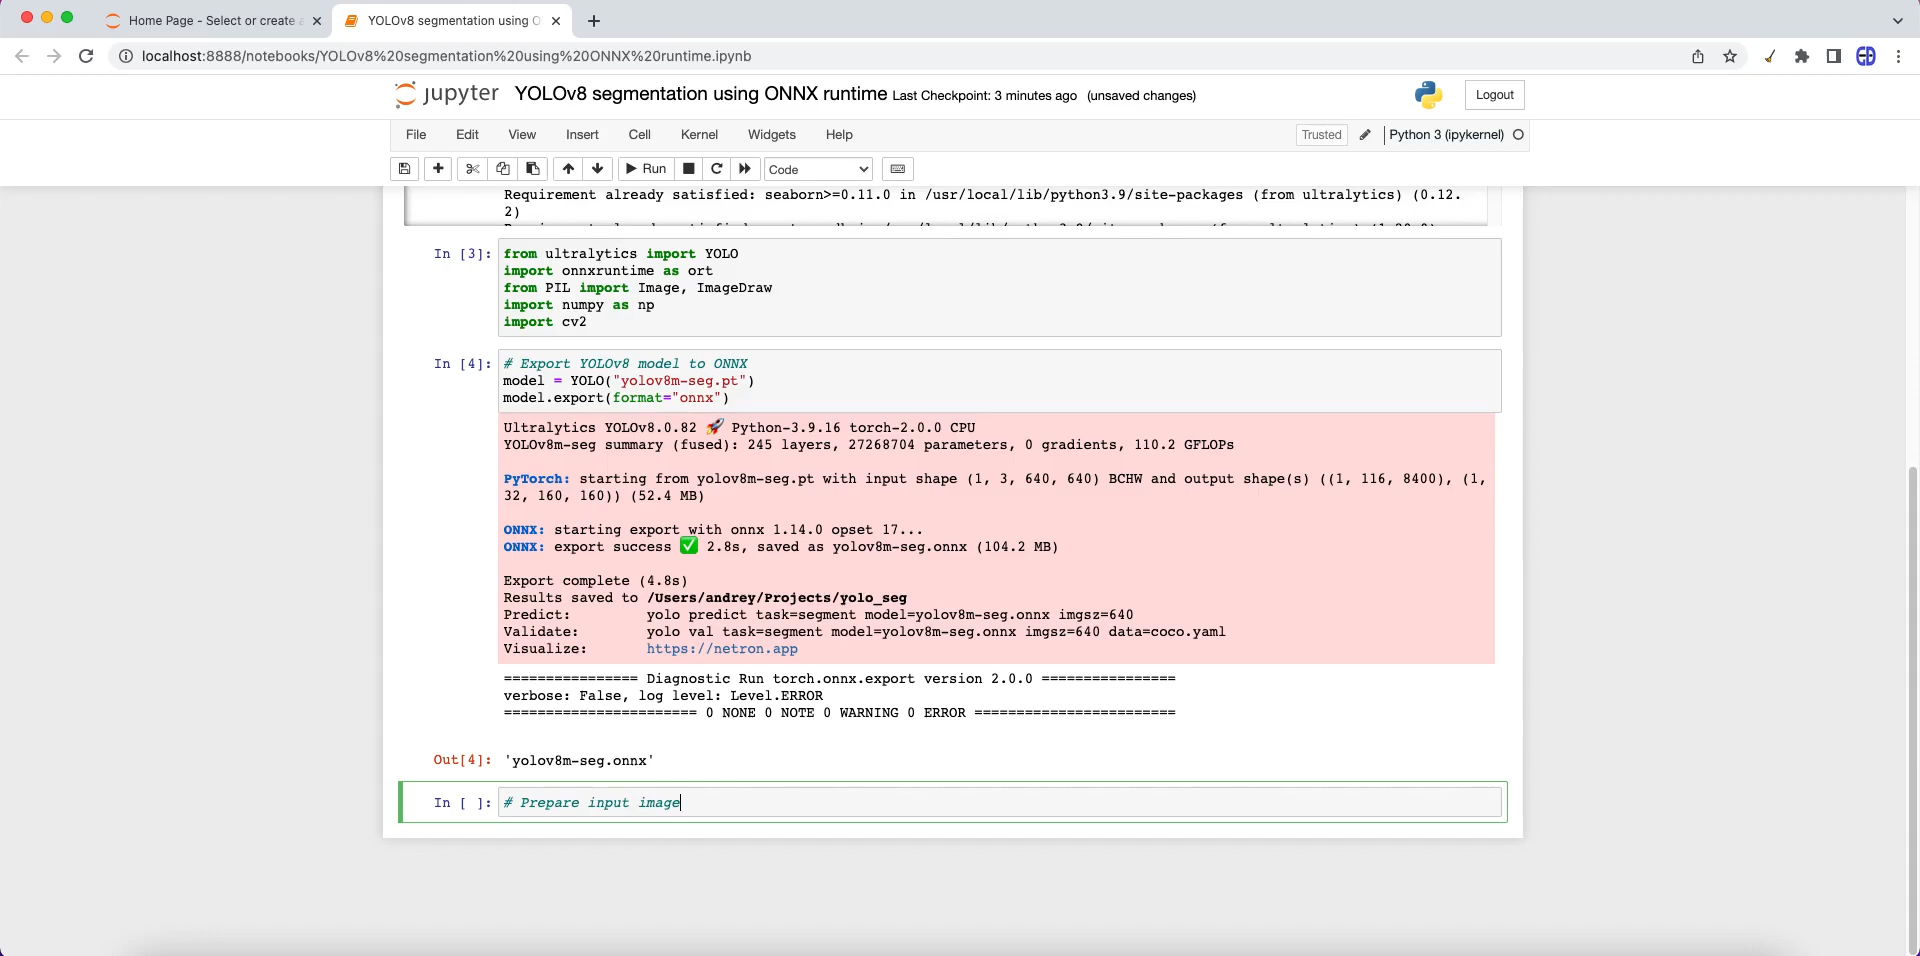 Home Page - Select or create a
YOLOv8 segmentation using O
localhost:8888/notebooks/YOLOv8%20segmentation%20using%20ONNX%20runtime.ipynb
jupyter YOLOv8 segmentation using ONNX runtime Last Checkpoint: 3 minutes ago (unsaved changes)
Logout
File Edit View Insert Cell Kernel Widgets Help
Trusted Python 3 (ipykernel)
Run Code
Requirement already satisfied: seaborn>=0.11.0 in /usr/local/lib/python3.9/site-packages (from ultralytics) (0.12.
2)
In [3]: from ultralytics import YOLO
import onnxruntime as ort
from PIL import Image, ImageDraw
import numpy as np
import cv2
In [4]: # Export YOLOv8 model to ONNX
model = YOLO("yolov8m-seg.pt")
model.export(format="onnx")
Ultralytics YOLOv8.0.82 🚀 Python-3.9.16 torch-2.0.0 CPU
YOLOv8m-seg summary (fused): 245 layers, 27268704 parameters, 0 gradients, 110.2 GFLOPs
PyTorch: starting from yolov8m-seg.pt with input shape (1, 3, 640, 640) BCHW and output shape(s) ((1, 116, 8400), (1,
32, 160, 160)) (52.4 MB)
ONNX: starting export with onnx 1.14.0 opset 17...
ONNX: export success ✅ 2.8s, saved as yolov8m-seg.onnx (104.2 MB)
Export complete (4.8s)
Results saved to /Users/andrey/Projects/yolo_seg
Predict: yolo predict task=segment model=yolov8m-seg.onnx imgsz=640
Validate: yolo val task=segment model=yolov8m-seg.onnx imgsz=640 data=coco.yaml
Visualize: https://netron.app
================ Diagnostic Run torch.onnx.export version 2.0.0 ================
verbose: False, log level: Level.ERROR
======================= 0 NONE 0 NOTE 0 WARNING 0 ERROR ========================
Out[4]: 'yolov8m-seg.onnx'
In [ ]: # Prepare input image